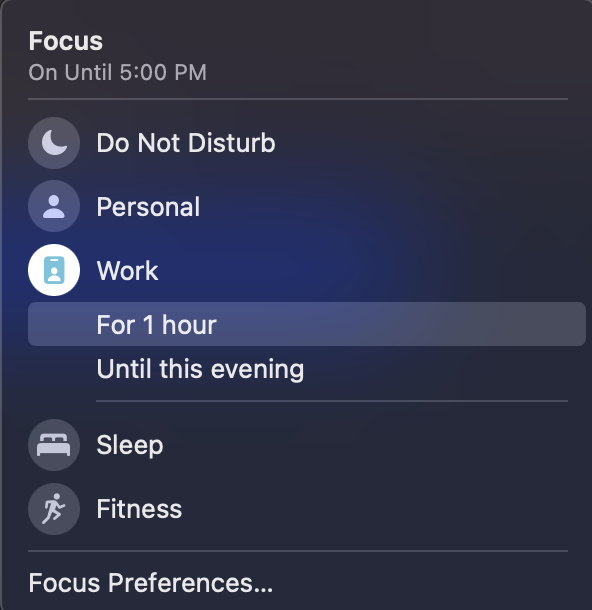 Focus
On Until 5:00 PM
Do Not Disturb
Personal
Work
For 1 hour
Until this evening
Sleep
Fitness
Focus Preferences...